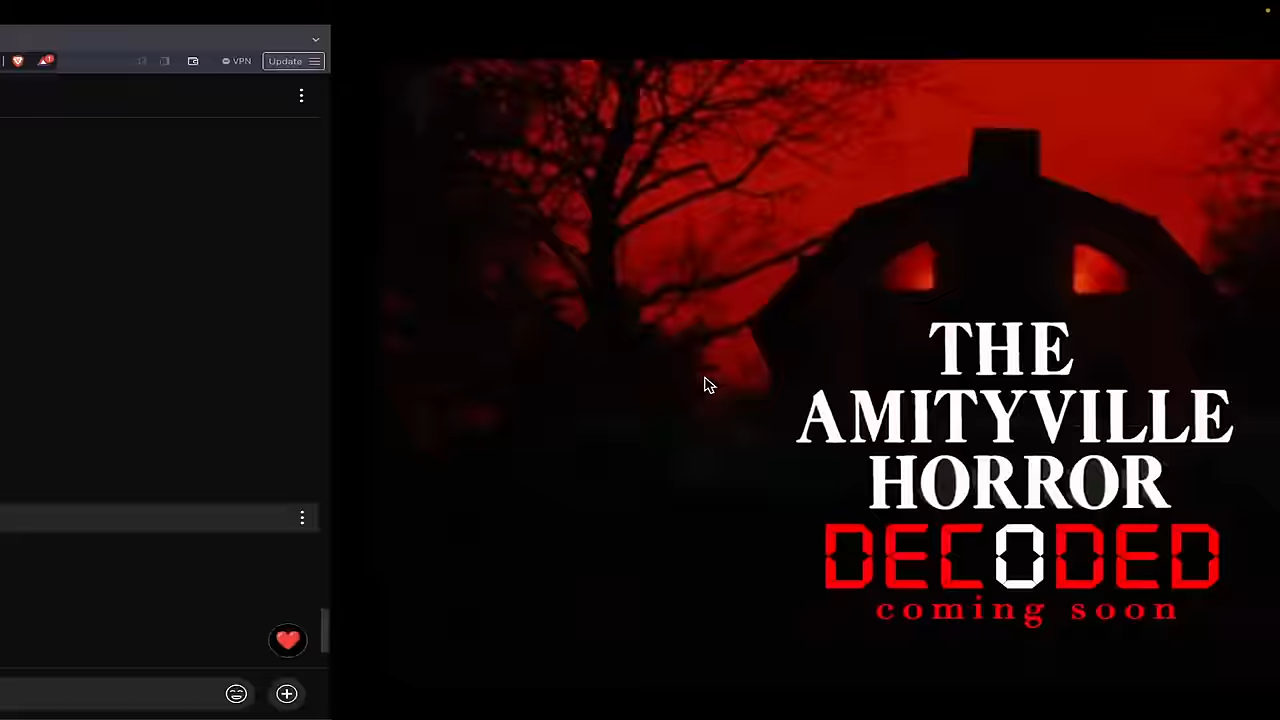 VPN
Update
THE
AMITYVILLE
HORROR
DECODED
coming soon